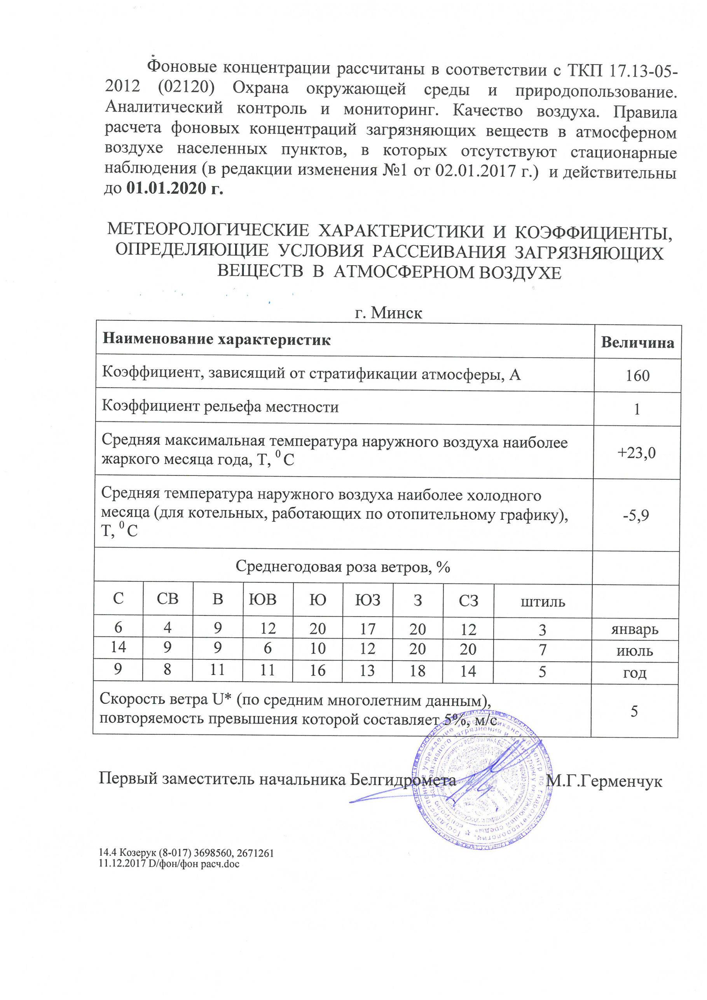 Фоновые концентрации рассчитаны в соответствии с ТКП 17.13-05-
2012 (02120) Охрана окружающей среды и природопользование.
Аналитический контроль и мониторинг. Качество воздуха. Правила
расчета фоновых концентраций загрязняющих веществ в атмосферном
воздухе населенных пунктов, в которых отсутствуют стационарные
наблюдения (в редакции изменения №1 от 02.01.2017 г.) и действительны
до 01.01.2020 г.
МЕТЕОРОЛОГИЧЕСКИЕ ХАРАКТЕРИСТИКИ И КОЭФФИЦИЕНТЫ,
ОПРЕДЕЛЯЮЩИЕ УСЛОВИЯ РАССЕИВАНИЯ ЗАГРЯЗНЯЮЩИХ
ВЕЩЕСТВ В АТМОСФЕРНОМ ВОЗДУХЕ
г. Минск
Наименование характеристик Величина
Коэффициент, зависящий от стратификации атмосферы, А 160
Коэффициент рельефа местности 1
Средняя максимальная температура наружного воздуха наиболее
жаркого месяца года, Т, ⁰ С +23,0
Средняя температура наружного воздуха наиболее холодного
месяца (для котельных, работающих по отопительному графику), -5,9
Т, ⁰ С
Среднегодовая роза ветров, %
С СВ В ЮВ Ю ЮЗ З СЗ штиль
6 4 9 12 20 17 20 12 3 январь
14 9 9 6 10 12 20 20 7 июль
9 8 11 11 16 13 18 14 5 год
Скорость ветра U* (по средним многолетним данным),
повторяемость превышения которой составляет 5%, м/с 5
Первый заместитель начальника Белгидромета М.Г.Герменчук
14.4 Козерук (8-017) 3698560, 2671261
11.12.2017 D/фон/фон расч.doc